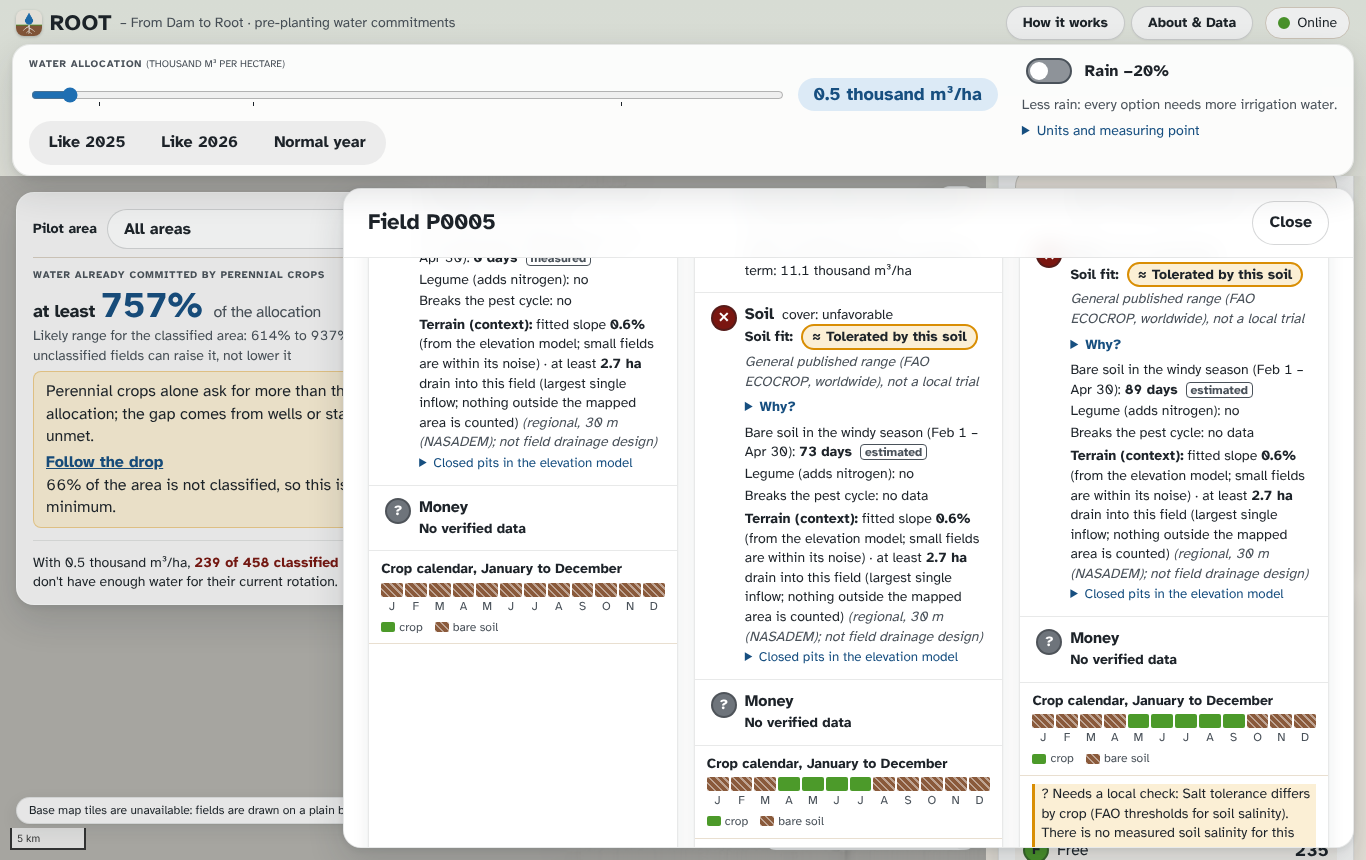 ROOT – From Dam to Root · pre-planting water commitments
How it works
About & Data
Online
WATER ALLOCATION (THOUSAND M³ PER HECTARE)
0.5 thousand m³/ha
Like 2025
Like 2026
Normal year
Rain −20%
Less rain: every option needs more irrigation water.
Units and measuring point
Pilot area
All areas
WATER ALREADY COMMITTED BY PERENNIAL CROPS
at least 757% of the allocation
Likely range for the classified area: 614% to 937%
unclassified fields can raise it, not lower it
Perennial crops alone ask for more than th
allocation; the gap comes from wells or sta
unmet.
Follow the drop
66% of the area is not classified, so this is
minimum.
With 0.5 thousand m³/ha, 239 of 458 classified
don't have enough water for their current rotation.
Base map tiles are unavailable: fields are drawn on a plain b
5 km
Field P0005
Close
Apr 30): 0 days measured
Legume (adds nitrogen): no
Breaks the pest cycle: no
Terrain (context): fitted slope 0.6%
(from the elevation model; small fields
are within its noise) · at least 2.7 ha
drain into this field (largest single
inflow; nothing outside the mapped
area is counted) (regional, 30 m
(NASADEM); not field drainage design)
Closed pits in the elevation model
? Money
No verified data
Crop calendar, January to December
J F M A M J J A S O N D
crop bare soil
term: 11.1 thousand m³/ha
Soil cover: unfavorable
Soil fit: ≈ Tolerated by this soil
General published range (FAO
ECOCROP, worldwide), not a local trial
Why?
Bare soil in the windy season (Feb 1 –
Apr 30): 73 days estimated
Legume (adds nitrogen): no
Breaks the pest cycle: no data
Terrain (context): fitted slope 0.6%
(from the elevation model; small fields
are within its noise) · at least 2.7 ha
drain into this field (largest single
inflow; nothing outside the mapped
area is counted) (regional, 30 m
(NASADEM); not field drainage design)
Closed pits in the elevation model
? Money
No verified data
Crop calendar, January to December
J F M A M J J A S O N D
crop bare soil
Soil fit: ≈ Tolerated by this soil
General published range (FAO
ECOCROP, worldwide), not a local trial
Why?
Bare soil in the windy season (Feb 1 –
Apr 30): 89 days estimated
Legume (adds nitrogen): no
Breaks the pest cycle: no data
Terrain (context): fitted slope 0.6%
(from the elevation model; small fields
are within its noise) · at least 2.7 ha
drain into this field (largest single
inflow; nothing outside the mapped
area is counted) (regional, 30 m
(NASADEM); not field drainage design)
Closed pits in the elevation model
? Money
No verified data
Crop calendar, January to December
J F M A M J J A S O N D
crop bare soil
? Needs a local check: Salt tolerance differs
by crop (FAO thresholds for soil salinity).
There is no measured soil salinity for this
Free 235